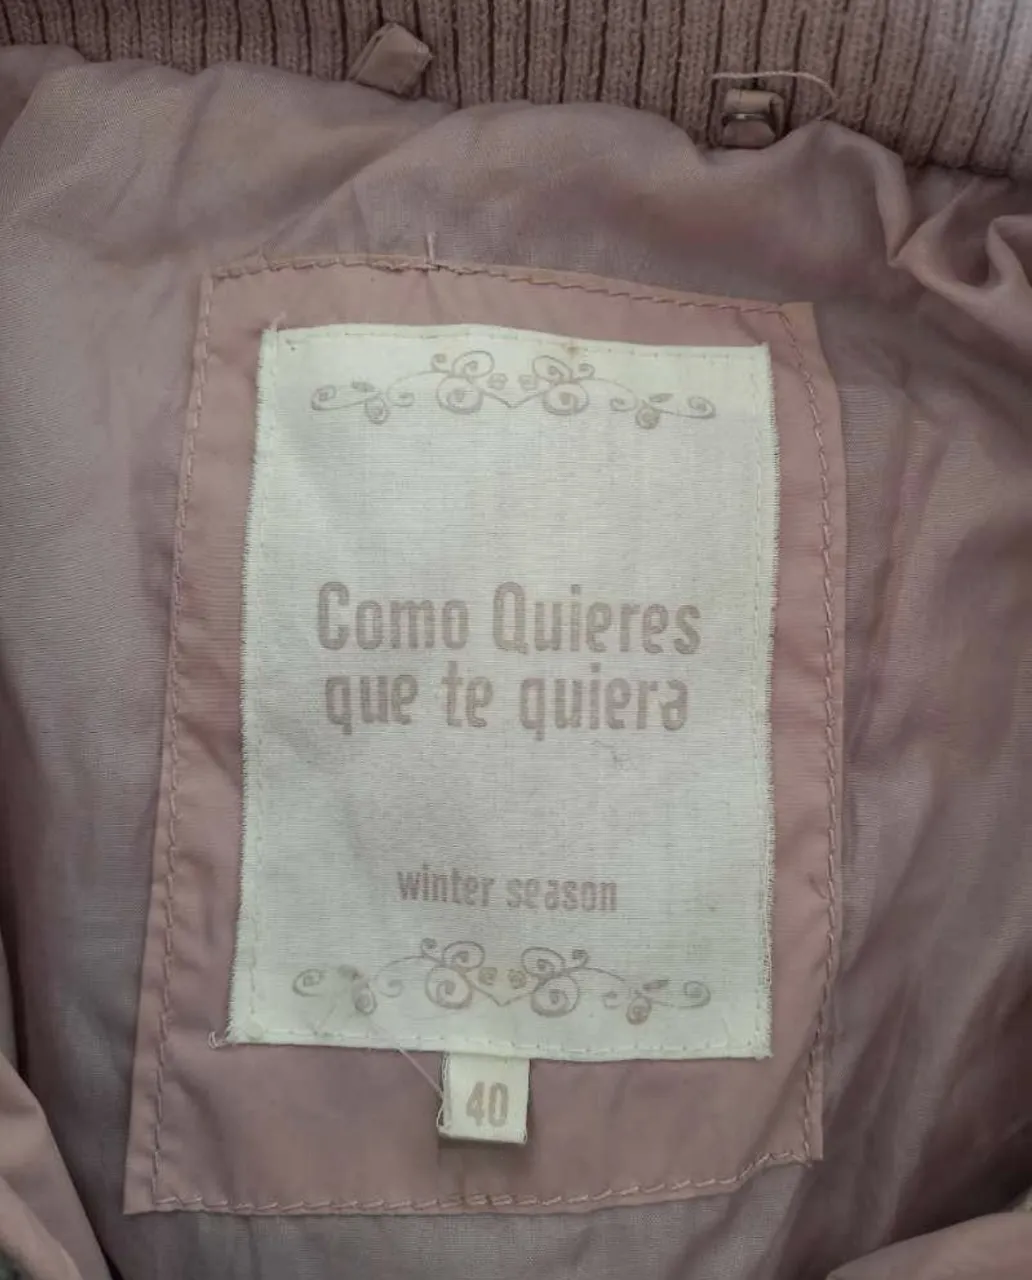 Como Quieres
que te quiera
winter season
40